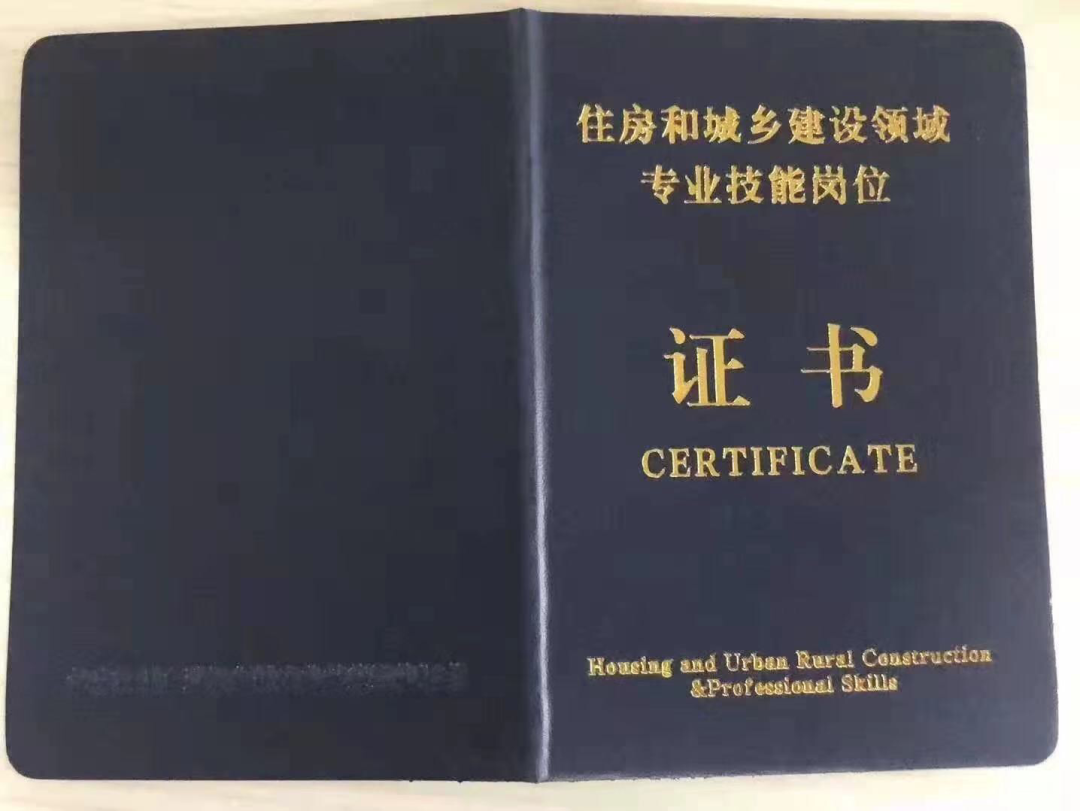 住房和城乡建设领域
专业技能岗位
证书
CERTIFICATE
Housing and Urban Rural Construction
&Professional Skills